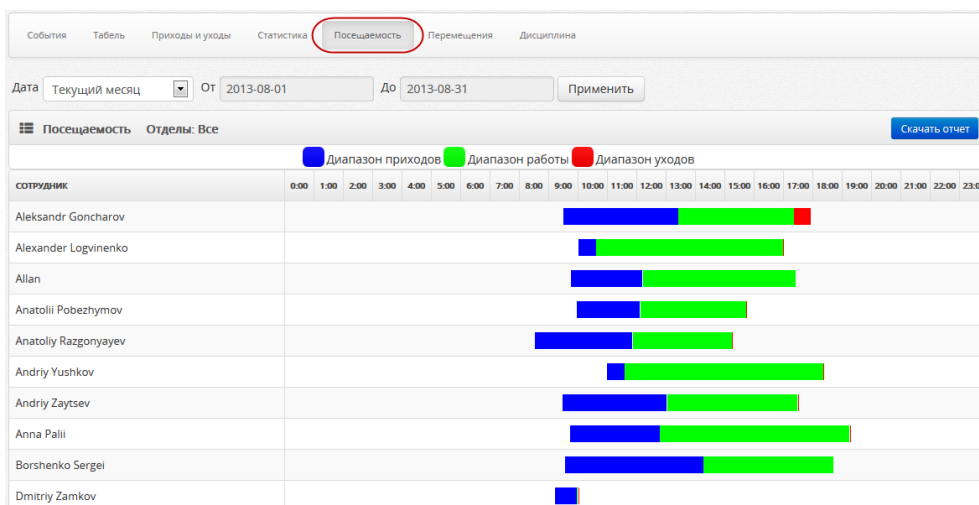 События Табель Приходы и уходы Статистика Посещаемость Перемещения Дисциплина
Дата Текущий месяц От 2013-08-01 До 2013-08-31 Применить
Посещаемость Отделы: Все Скачать отчет
Диапазон приходов Диапазон работы Диапазон уходов
СОТРУДНИК 0:00 1:00 2:00 3:00 4:00 5:00 6:00 7:00 8:00 9:00 10:00 11:00 12:00 13:00 14:00 15:00 16:00 17:00 18:00 19:00 20:00 21:00 22:00 23:0
Aleksandr Goncharov
Alexander Logvinenko
Allan
Anatolii Pobezhymov
Anatoliy Razgonyayev
Andriy Yushkov
Andriy Zaytsev
Anna Palii
Borshenko Sergei
Dmitriy Zamkov